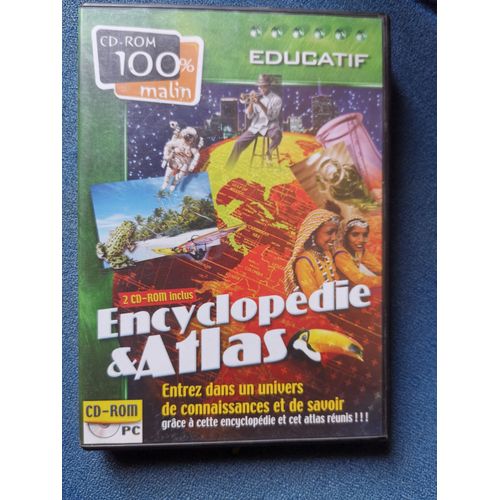 CD-ROM
100%
malin
EDUCATIF
2 CD-ROM inclus
Encyclopédie
& Atlas
Entrez dans un univers
de connaissances et de savoir
grâce à cette encyclopédie et cet atlas réunis ! ! !
CD-ROM
PC